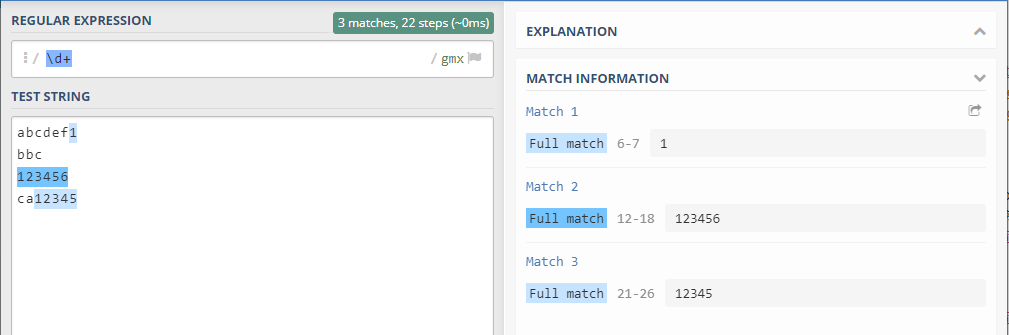 REGULAR EXPRESSION
3 matches, 22 steps (~0ms)
/ \d+ / gmx
TEST STRING
abcdef1
bbc
123456
ca12345
EXPLANATION
MATCH INFORMATION
Match 1
Full match 6-7 1
Match 2
Full match 12-18 123456
Match 3
Full match 21-26 12345